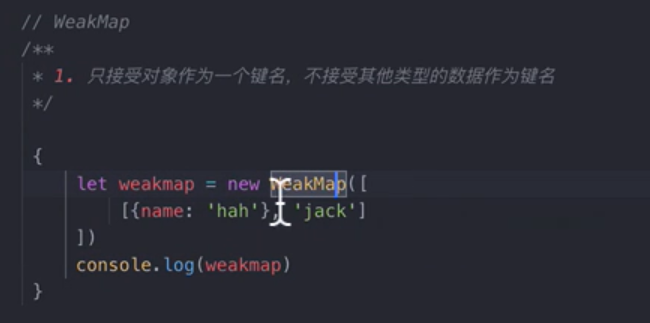 // WeakMap
/**
* 1. 只接受对象作为一个键名，不接受其他类型的数据作为键名
*/
{
let weakmap = new WeakMap([
[{name: 'hah'}, 'jack']
])
console.log(weakmap)
}